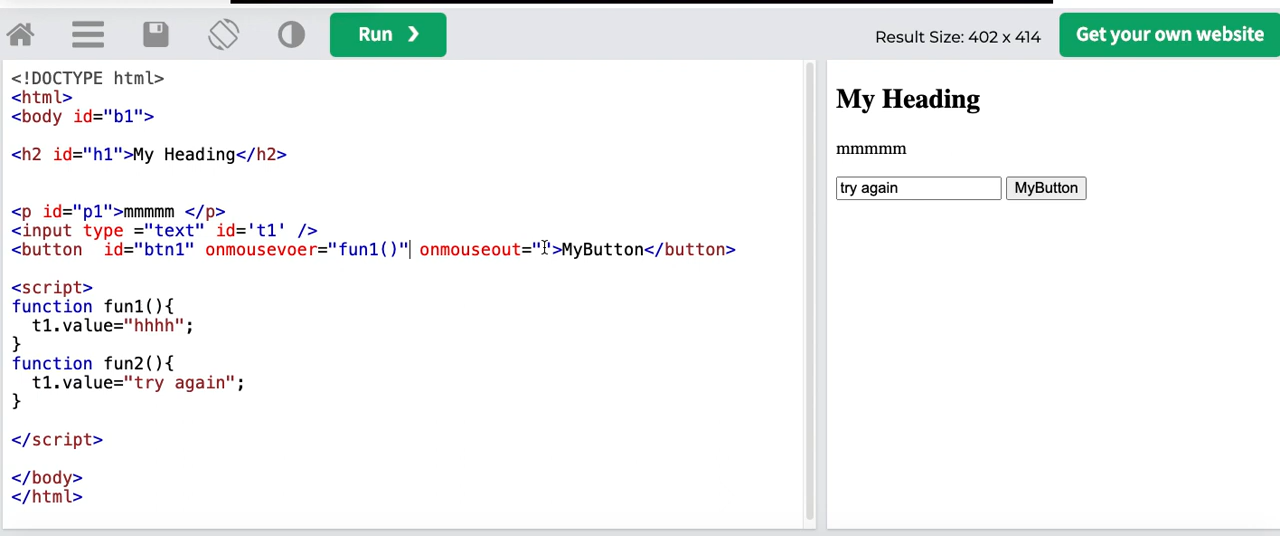 Run ❯
Result Size: 402 x 414
Get your own website
<!DOCTYPE html>
<html>
<body id="b1">
<h2 id="h1">My Heading</h2>
<p id="p1">mmmmm </p>
<input type ="text" id='t1' />
<button  id="btn1" onmousevoer="fun1()" onmouseout="">MyButton</button>
<script>
function fun1(){
  t1.value="hhhh";
}
function fun2(){
  t1.value="try again";
}
</script>
</body>
</html>
My Heading
mmmmm
try again MyButton